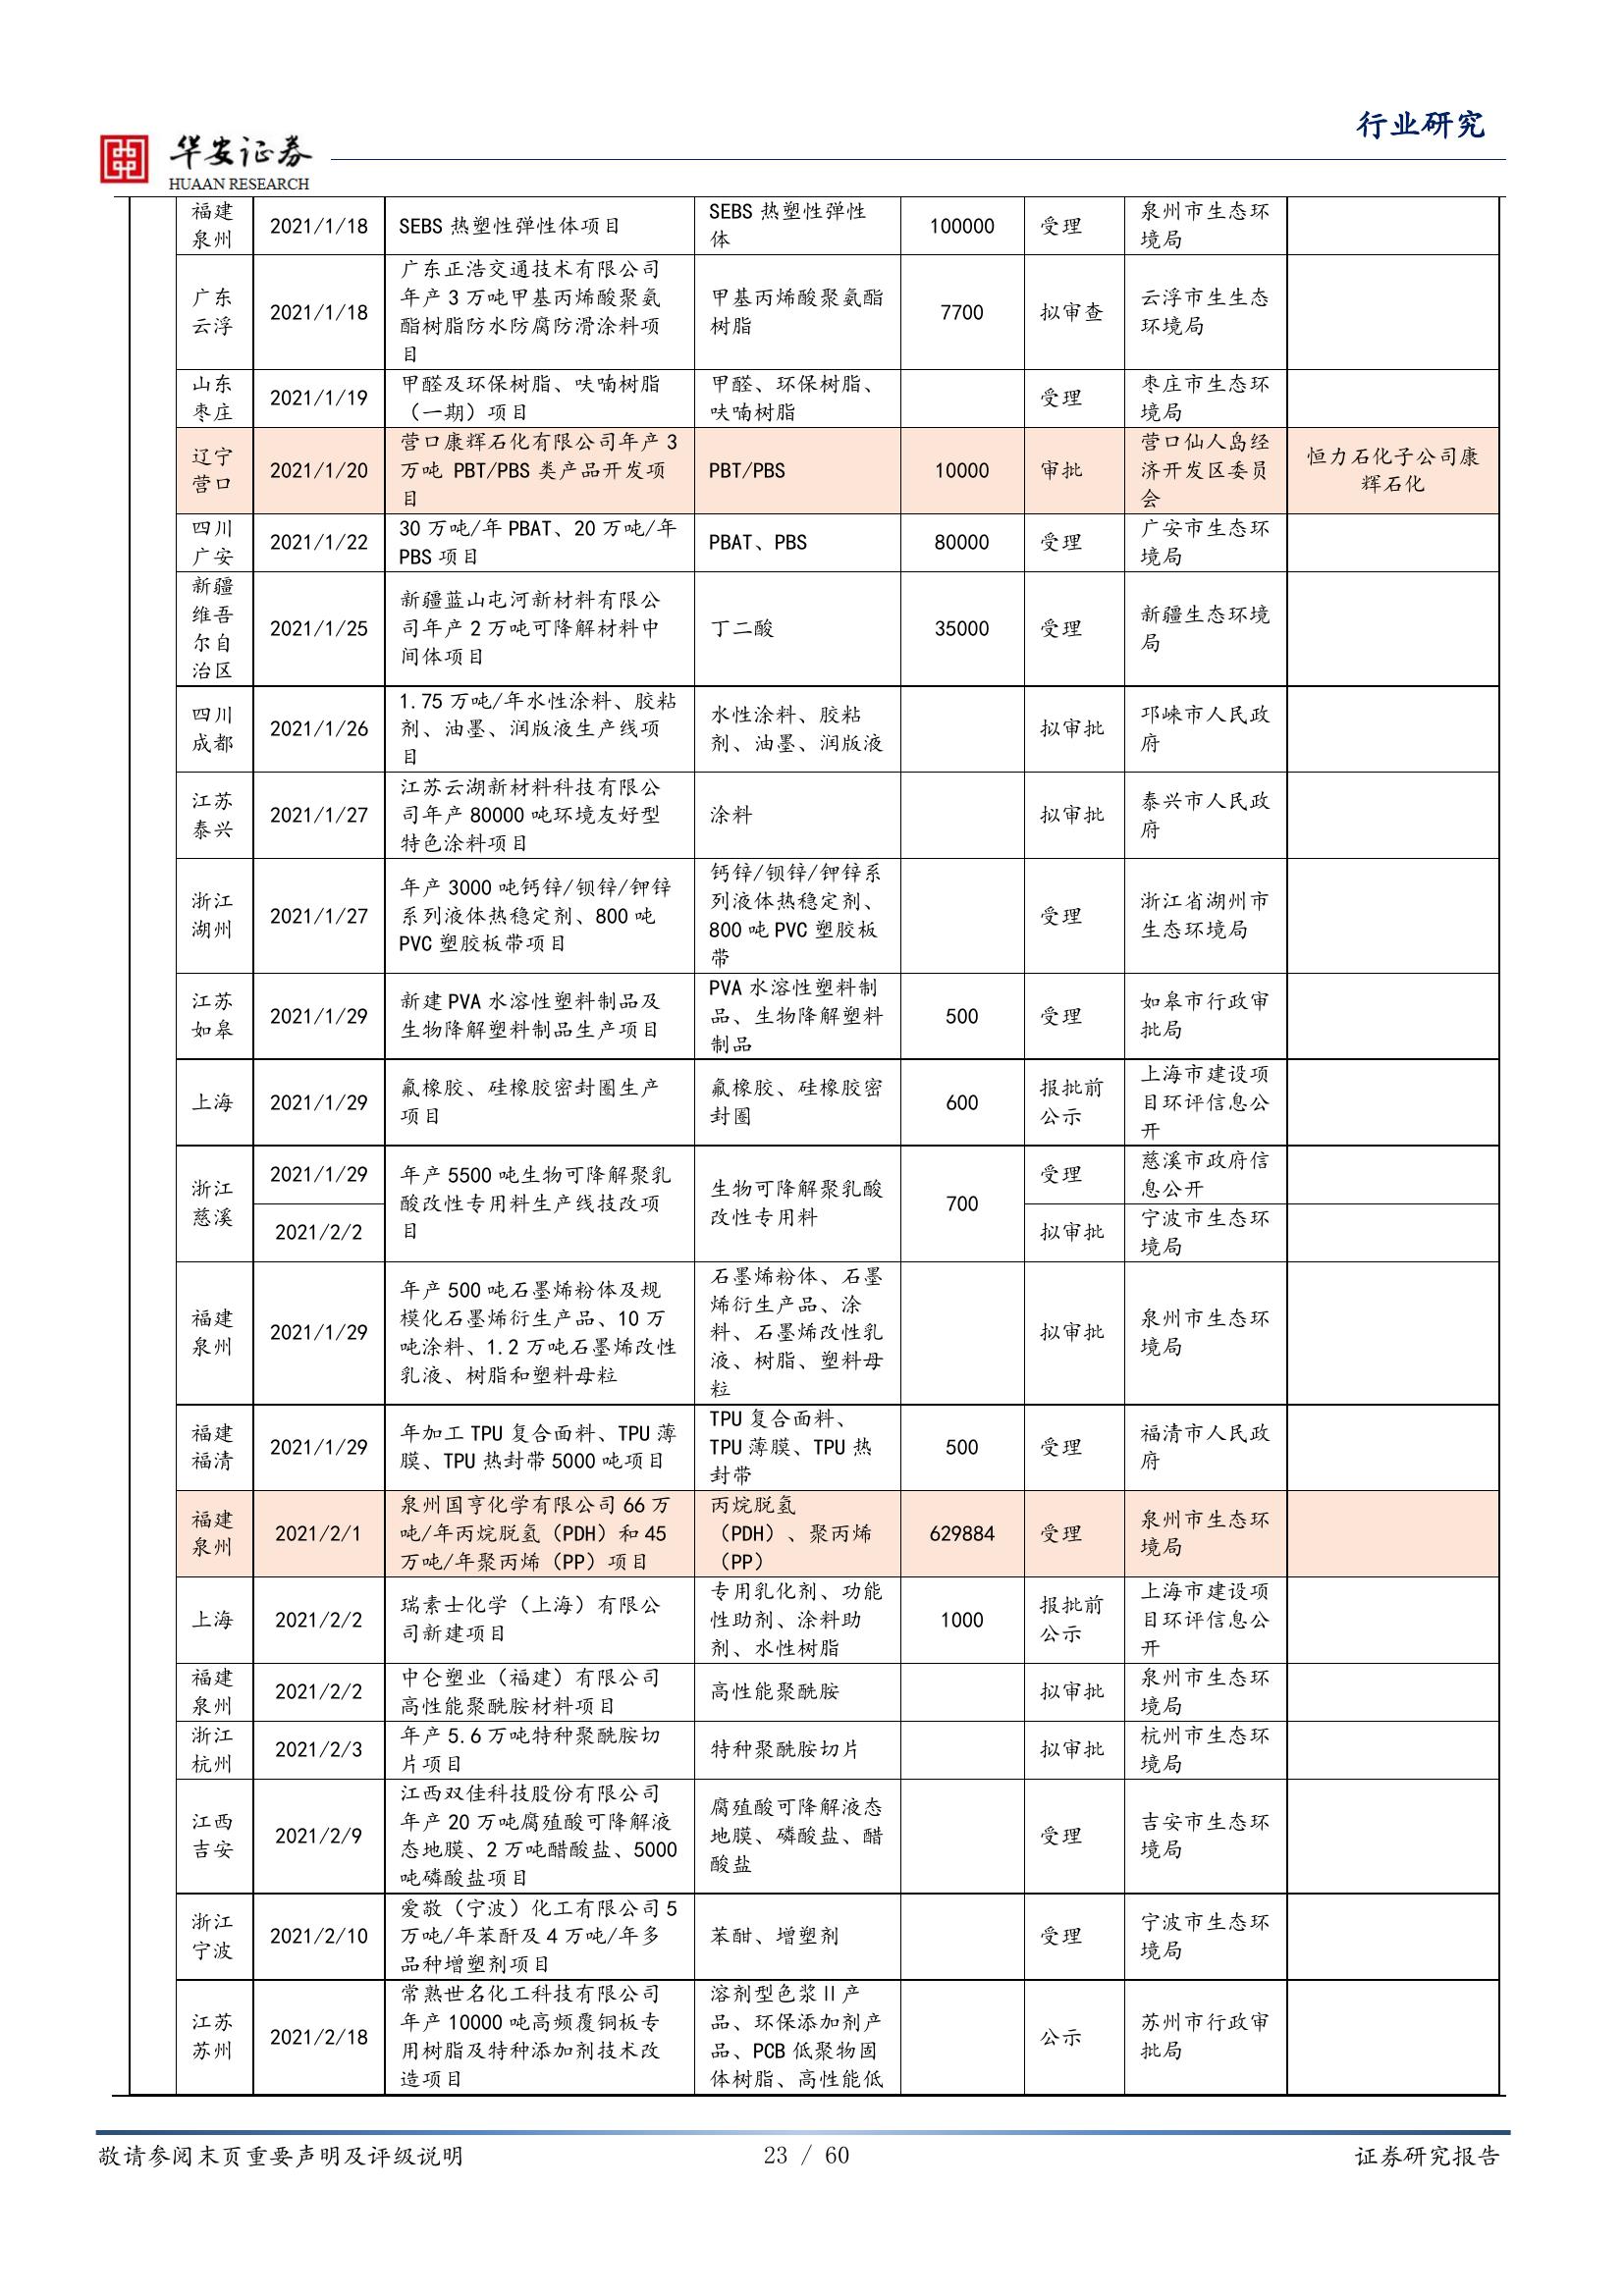 行业研究
华安证券
HUAAN RESEARCH
福建
泉州
2021/1/18
SEBS 热塑性弹性体项目
SEBS 热塑性弹性
体
100000
受理
泉州市生态环
境局
广东
云浮
2021/1/18
广东正浩交通技术有限公司
年产 3 万吨甲基丙烯酸聚氨
酯树脂防水防腐防滑涂料项
目
甲基丙烯酸聚氨酯
树脂
7700
拟审查
云浮市生生态
环境局
山东
枣庄
2021/1/19
甲醛及环保树脂、呋喃树脂
（一期）项目
甲醛、环保树脂、
呋喃树脂
受理
枣庄市生态环
境局
辽宁
营口
2021/1/20
营口康辉石化有限公司年产 3
万吨 PBT/PBS 类产品开发项
目
PBT/PBS
10000
审批
营口仙人岛经
济开发区委员
会
恒力石化子公司康
辉石化
四川
广安
2021/1/22
30 万吨/年 PBAT、20 万吨/年
PBS 项目
PBAT、PBS
80000
受理
广安市生态环
境局
新疆
维吾
尔自
治区
2021/1/25
新疆蓝山屯河新材料有限公
司年产 2 万吨可降解材料中
间体项目
丁二酸
35000
受理
新疆生态环境
局
四川
成都
2021/1/26
1.75 万吨/年水性涂料、胶粘
剂、油墨、润版液生产线项
目
水性涂料、胶粘
剂、油墨、润版液
拟审批
邛崃市人民政
府
江苏
泰兴
2021/1/27
江苏云湖新材料科技有限公
司年产 80000 吨环境友好型
特色涂料项目
涂料
拟审批
泰兴市人民政
府
浙江
湖州
2021/1/27
年产 3000 吨钙锌/钡锌/钾锌
系列液体热稳定剂、800 吨
PVC 塑胶板带项目
钙锌/钡锌/钾锌系
列液体热稳定剂、
800 吨 PVC 塑胶板
带
受理
浙江省湖州市
生态环境局
江苏
如皋
2021/1/29
新建 PVA 水溶性塑料制品及
生物降解塑料制品生产项目
PVA 水溶性塑料制
品、生物降解塑料
制品
500
受理
如皋市行政审
批局
上海
2021/1/29
氟橡胶、硅橡胶密封圈生产
项目
氟橡胶、硅橡胶密
封圈
600
报批前
公示
上海市建设项
目环评信息公
开
浙江
慈溪
2021/1/29
年产 5500 吨生物可降解聚乳
酸改性专用料生产线技改项
目
生物可降解聚乳酸
改性专用料
700
受理
慈溪市政府信
息公开
2021/2/2
拟审批
宁波市生态环
境局
福建
泉州
2021/1/29
年产 500 吨石墨烯粉体及规
模化石墨烯衍生产品、10 万
吨涂料、1.2 万吨石墨烯改性
乳液、树脂和塑料母粒
石墨烯粉体、石墨
烯衍生产品、涂
料、石墨烯改性乳
液、树脂、塑料母
粒
拟审批
泉州市生态环
境局
福建
福清
2021/1/29
年加工 TPU 复合面料、TPU 薄
膜、TPU 热封带 5000 吨项目
TPU 复合面料、
TPU 薄膜、TPU 热
封带
500
受理
福清市人民政
府
福建
泉州
2021/2/1
泉州国亨化学有限公司 66 万
吨/年丙烷脱氢（PDH）和 45
万吨/年聚丙烯（PP）项目
丙烷脱氢
（PDH）、聚丙烯
（PP）
629884
受理
泉州市生态环
境局
上海
2021/2/2
瑞素士化学（上海）有限公
司新建项目
专用乳化剂、功能
性助剂、涂料助
剂、水性树脂
1000
报批前
公示
上海市建设项
目环评信息公
开
福建
泉州
2021/2/2
中仑塑业（福建）有限公司
高性能聚酰胺材料项目
高性能聚酰胺
拟审批
泉州市生态环
境局
浙江
杭州
2021/2/3
年产 5.6 万吨特种聚酰胺切
片项目
特种聚酰胺切片
拟审批
杭州市生态环
境局
江西
吉安
2021/2/9
江西双佳科技股份有限公司
年产 20 万吨腐殖酸可降解液
态地膜、2 万吨醋酸盐、5000
吨磷酸盐项目
腐殖酸可降解液态
地膜、磷酸盐、醋
酸盐
受理
吉安市生态环
境局
浙江
宁波
2021/2/10
爱敬（宁波）化工有限公司 5
万吨/年苯酐及 4 万吨/年多
品种增塑剂项目
苯酣、增塑剂
受理
宁波市生态环
境局
江苏
苏州
2021/2/18
常熟世名化工科技有限公司
年产 10000 吨高频覆铜板专
用树脂及特种添加剂技术改
造项目
溶剂型色浆Ⅱ产
品、环保添加剂产
品、PCB 低聚物固
体树脂、高性能低
公示
苏州市行政审
批局
敬请参阅末页重要声明及评级说明
23 / 60
证券研究报告